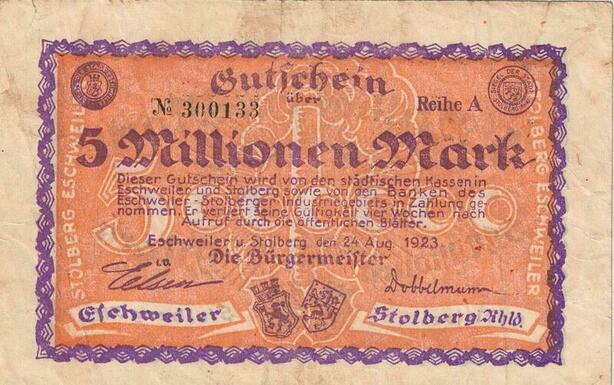 Gutschein
über
№ 300133
Reihe A
5 Millionen Mark
Dieser Gutschein wird von den städtischen Kassen in
Eschweiler und Stolberg sowie von den Banken des
Eschweiler - Stolberger Industriegebiets in Zahlung ge-
nommen. Er verliert seine Gültigkeit vier Wochen nach
Aufruf durch die öffentlichen Blätter.
Eschweiler u. Stolberg den 24 Aug. 1923
Die Bürgermeister
i.D.
Dobbelmann
Eschweiler
Stolberg Rhld.
STOLBERG ESCHWEILER
STOLBERG ESCHWEILER